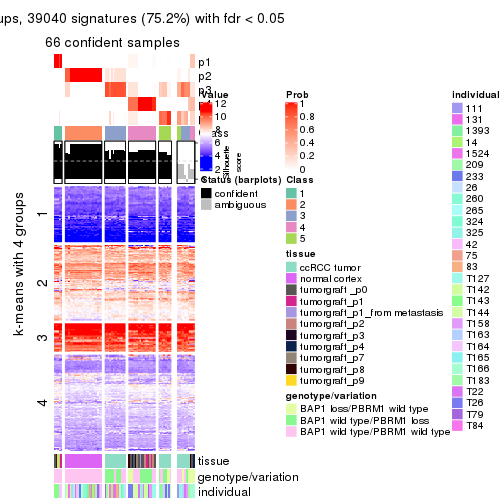 ups, 39040 signatures (75.2%) with fdr < 0.05
66 confident samples
p1
p2
p3
Value
12
10
8
6
4
2
Silhouette
score
Status (barplots)
confident
ambiguous
Prob
1
0.8
0.6
0.4
0.2
0
Class
1
2
3
4
5
tissue
ccRCC tumor
normal cortex
tumorgraft_p0
tumorgraft_p1
tumorgraft_p1_from metastasis
tumorgraft_p2
tumorgraft_p3
tumorgraft_p4
tumorgraft_p7
tumorgraft_p8
tumorgraft_p9
genotype/variation
BAP1 loss/PBRM1 wild type
BAP1 wild type/PBRM1 loss
BAP1 wild type/PBRM1 wild type
individual
111
131
1393
14
1524
209
233
26
260
265
324
325
42
75
83
T127
T142
T143
T144
T158
T163
T164
T165
T166
T183
T22
T26
T79
T84
k-means with 4 groups
1
2
3
4
tissue
genotype/variation
individual